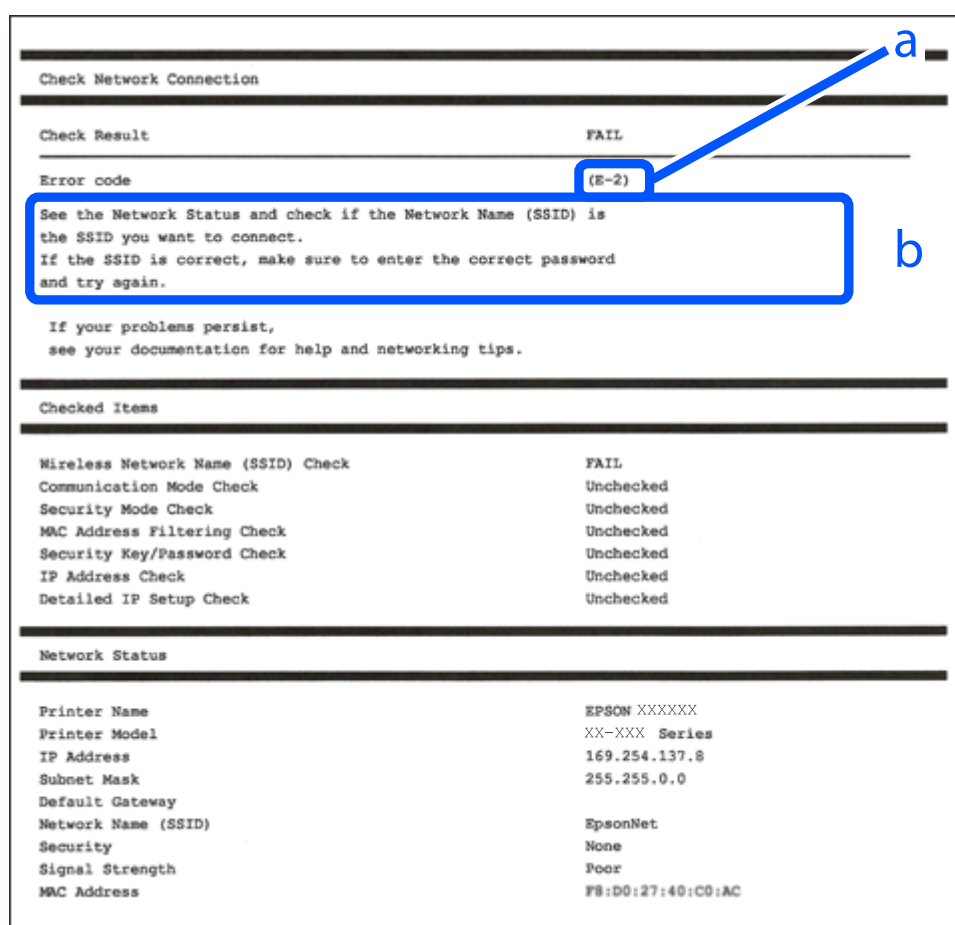 a
Check Network Connection
Check Result FAIL
Error code (E-2)
See the Network Status and check if the Network Name (SSID) is
the SSID you want to connect.
If the SSID is correct, make sure to enter the correct password
and try again.
b
If your problems persist,
see your documentation for help and networking tips.
Checked Items
Wireless Network Name (SSID) Check FAIL
Communication Mode Check Unchecked
Security Mode Check Unchecked
MAC Address Filtering Check Unchecked
Security Key/Password Check Unchecked
IP Address Check Unchecked
Detailed IP Setup Check Unchecked
Network Status
Printer Name EPSON XXXXXX
Printer Model XX-XXX Series
IP Address 169.254.137.8
Subnet Mask 255.255.0.0
Default Gateway
Network Name (SSID) EpsonNet
Security None
Signal Strength Poor
MAC Address F8:D0:27:40:C0:AC